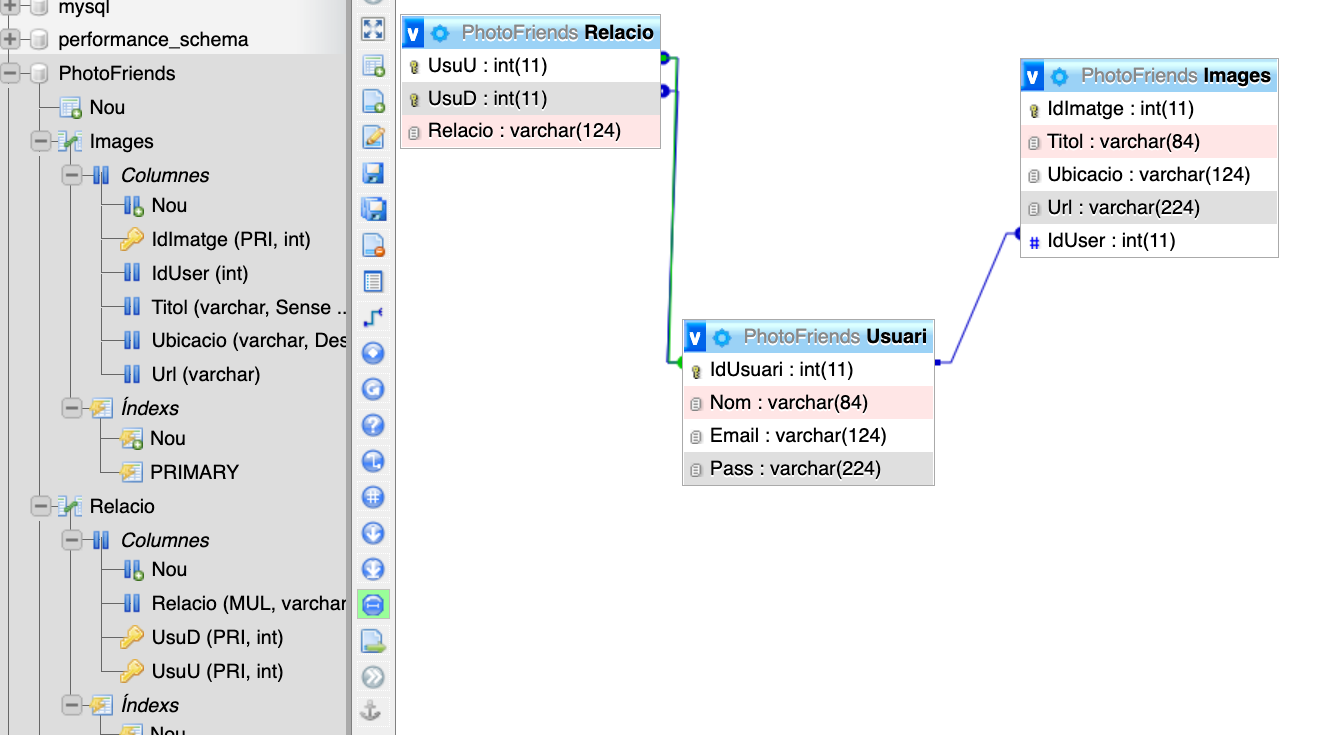 mysql
performance_schema
PhotoFriends
Nou
Images
Columnes
Nou
IdImatge (PRI, int)
IdUser (int)
Titol (varchar, Sense ..
Ubicacio (varchar, Des
Url (varchar)
Índexs
Nou
PRIMARY
Relacio
Columnes
Nou
Relacio (MUL, varchar
UsuD (PRI, int)
UsuU (PRI, int)
Índexs
Nou
v PhotoFriends Relacio
UsuU : int(11)
UsuD : int(11)
Relacio : varchar(124)
v PhotoFriends Images
IdImatge : int(11)
Titol : varchar(84)
Ubicacio : varchar(124)
Url : varchar(224)
# IdUser : int(11)
v PhotoFriends Usuari
IdUsuari : int(11)
Nom : varchar(84)
Email : varchar(124)
Pass : varchar(224)